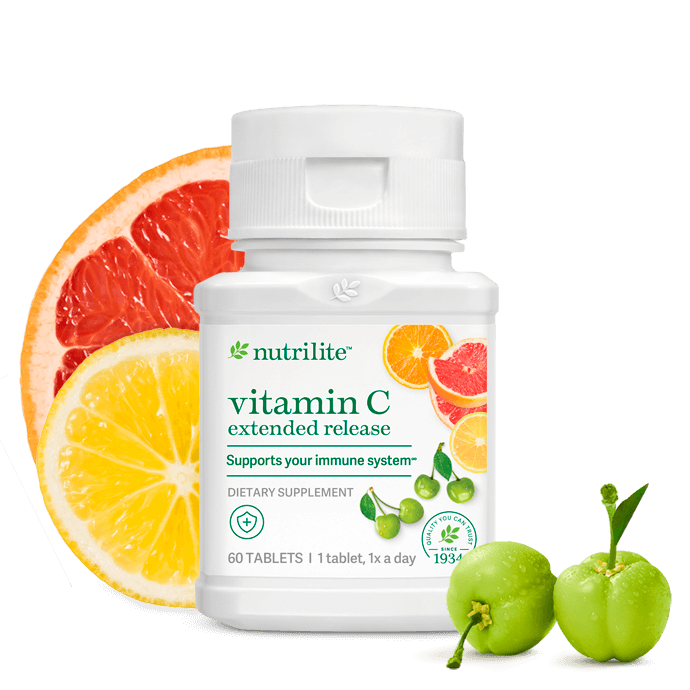 nutrilite™
vitamin C
extended release
Supports your immune system
DIETARY SUPPLEMENT
60 TABLETS | 1 tablet, 1x a day
QUALITY YOU CAN TRUST
SINCE
1934